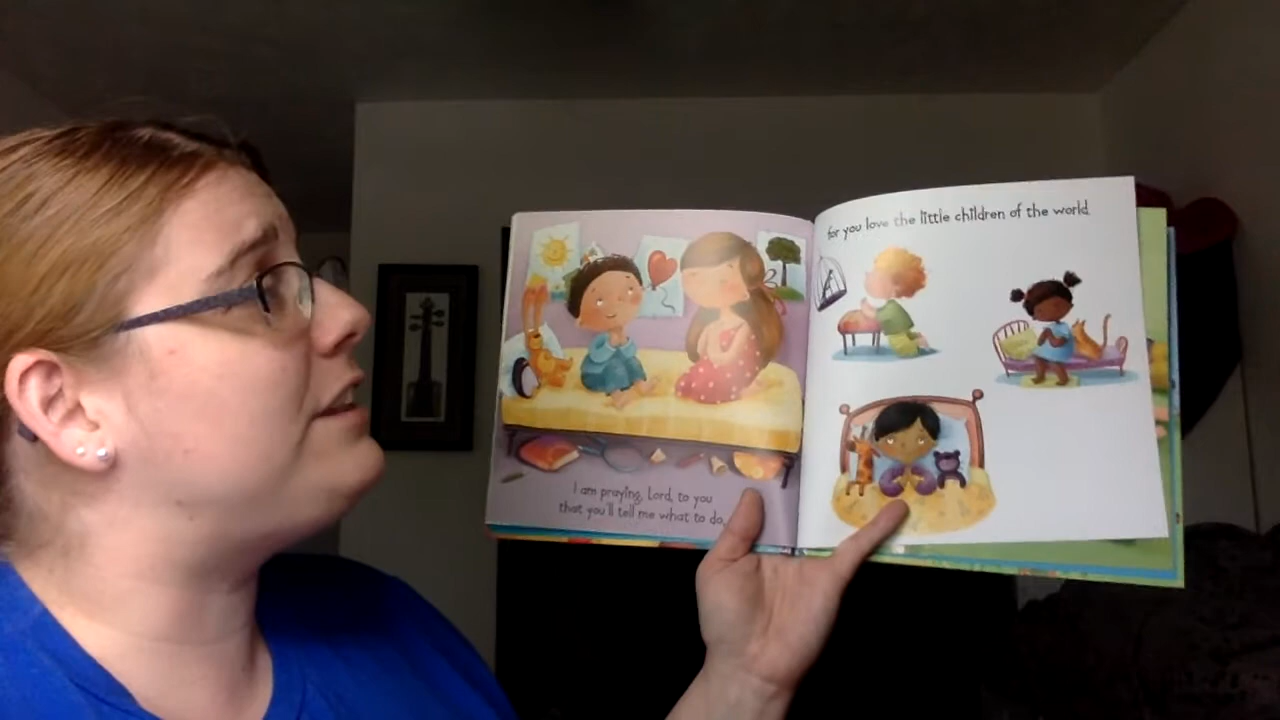 I am praying, Lord, to you
that you'll tell me what to do,
for you love the little children of the world.